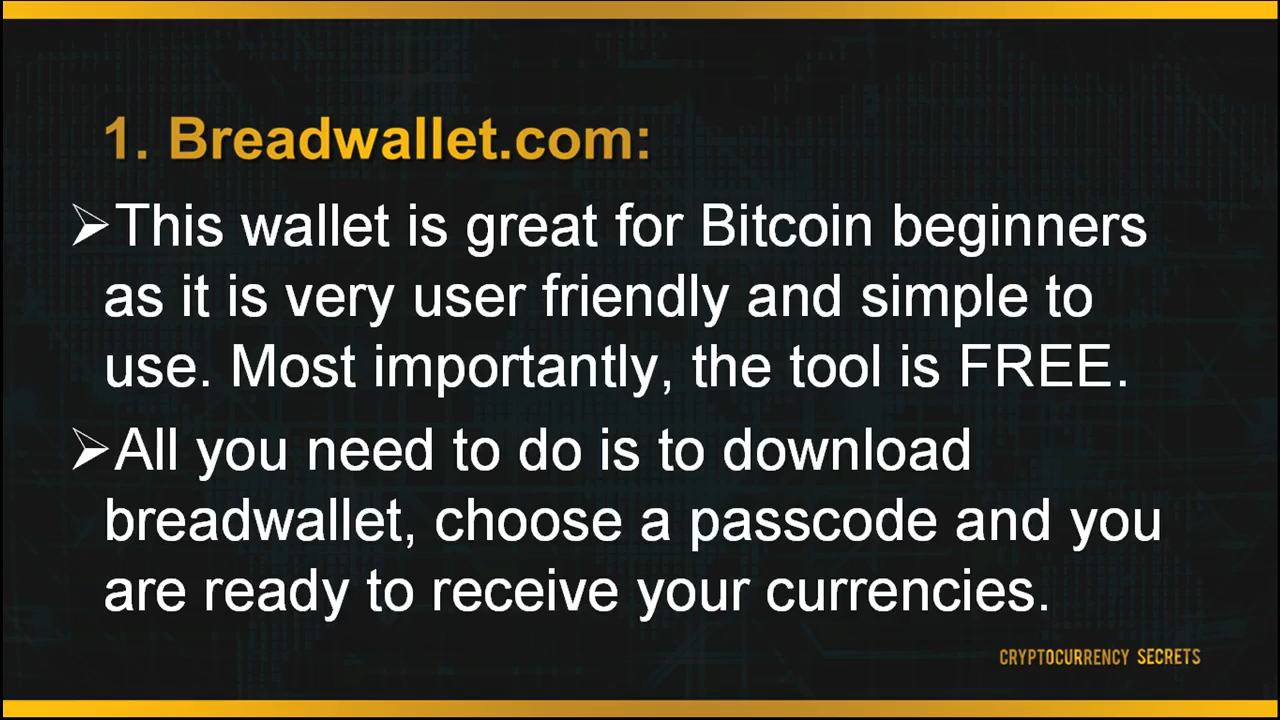 1. Breadwallet.com:
➢This wallet is great for Bitcoin beginners
as it is very user friendly and simple to
use. Most importantly, the tool is FREE.
➢All you need to do is to download
breadwallet, choose a passcode and you
are ready to receive your currencies.
CRYPTOCURRENCY SECRETS